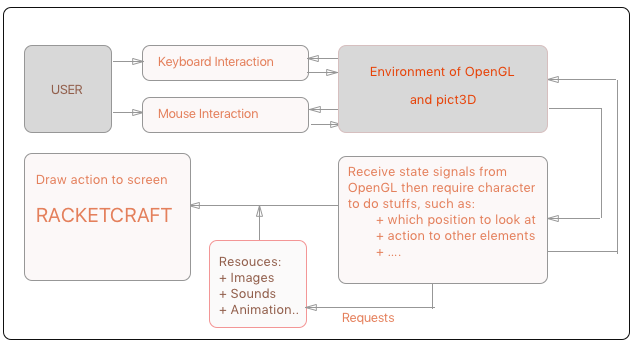 USER
Keyboard Interaction
Mouse Interaction
Environment of OpenGL
and pict3D
Draw action to screen
RACKETCRAFT
Receive state signals from
OpenGL then require character
to do stuffs, such as:
+ which position to look at
+ action to other elements
+ ....
Resouces:
+ Images
+ Sounds
+ Animation..
Requests